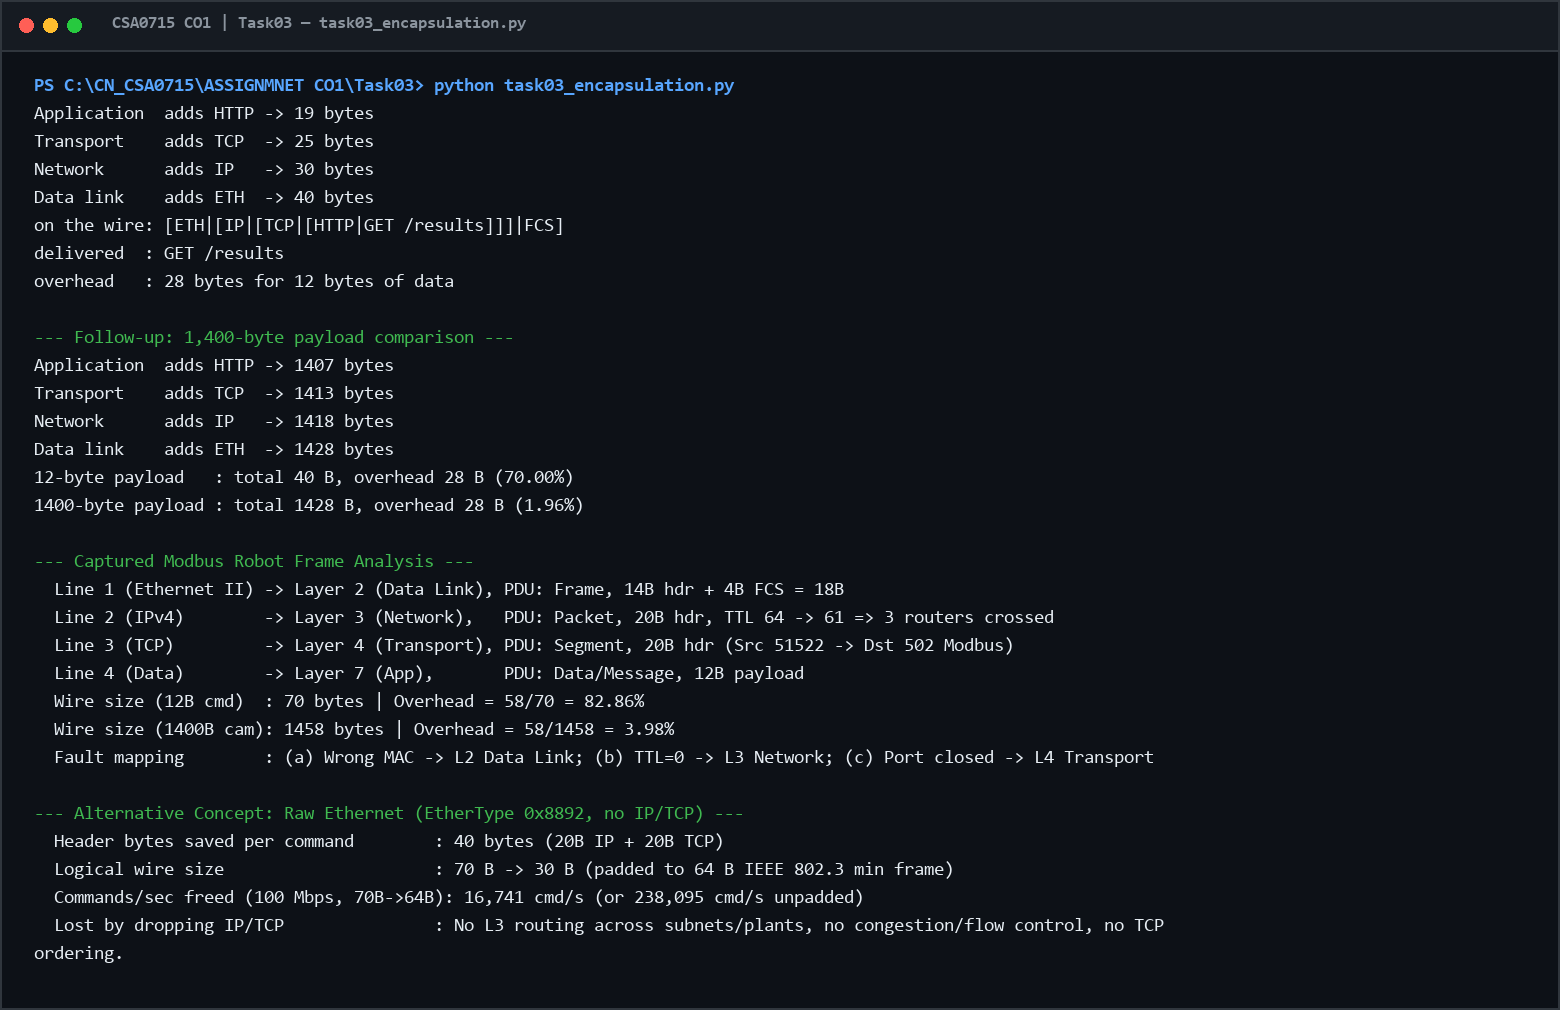 CSA0715 CO1 | Task03 — task03_encapsulation.py
PS C:\CN_CSA0715\ASSIGNMNET CO1\Task03> python task03_encapsulation.py
Application  adds HTTP -> 19 bytes
Transport    adds TCP  -> 25 bytes
Network      adds IP   -> 30 bytes
Data link    adds ETH  -> 40 bytes
on the wire: [ETH|[IP|[TCP|[HTTP|GET /results]]]|FCS]
delivered  : GET /results
overhead   : 28 bytes for 12 bytes of data
--- Follow-up: 1,400-byte payload comparison ---
Application  adds HTTP -> 1407 bytes
Transport    adds TCP  -> 1413 bytes
Network      adds IP   -> 1418 bytes
Data link    adds ETH  -> 1428 bytes
12-byte payload   : total 40 B, overhead 28 B (70.00%)
1400-byte payload : total 1428 B, overhead 28 B (1.96%)
--- Captured Modbus Robot Frame Analysis ---
  Line 1 (Ethernet II) -> Layer 2 (Data Link), PDU: Frame, 14B hdr + 4B FCS = 18B
  Line 2 (IPv4)        -> Layer 3 (Network),   PDU: Packet, 20B hdr, TTL 64 -> 61 => 3 routers crossed
  Line 3 (TCP)         -> Layer 4 (Transport), PDU: Segment, 20B hdr (Src 51522 -> Dst 502 Modbus)
  Line 4 (Data)        -> Layer 7 (App),       PDU: Data/Message, 12B payload
  Wire size (12B cmd)  : 70 bytes | Overhead = 58/70 = 82.86%
  Wire size (1400B cam): 1458 bytes | Overhead = 58/1458 = 3.98%
  Fault mapping        : (a) Wrong MAC -> L2 Data Link; (b) TTL=0 -> L3 Network; (c) Port closed -> L4 Transport
--- Alternative Concept: Raw Ethernet (EtherType 0x8892, no IP/TCP) ---
  Header bytes saved per command        : 40 bytes (20B IP + 20B TCP)
  Logical wire size                     : 70 B -> 30 B (padded to 64 B IEEE 802.3 min frame)
  Commands/sec freed (100 Mbps, 70B->64B): 16,741 cmd/s (or 238,095 cmd/s unpadded)
  Lost by dropping IP/TCP               : No L3 routing across subnets/plants, no congestion/flow control, no TCP
ordering.